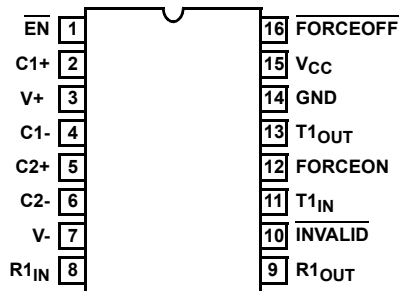 EN 1 16 FORCEOFF
C1+ 2 15 VCC
V+ 3 14 GND
C1- 4 13 T1OUT
C2+ 5 12 FORCEON
C2- 6 11 T1IN
V- 7 10 INVALID
R1IN 8 9 R1OUT